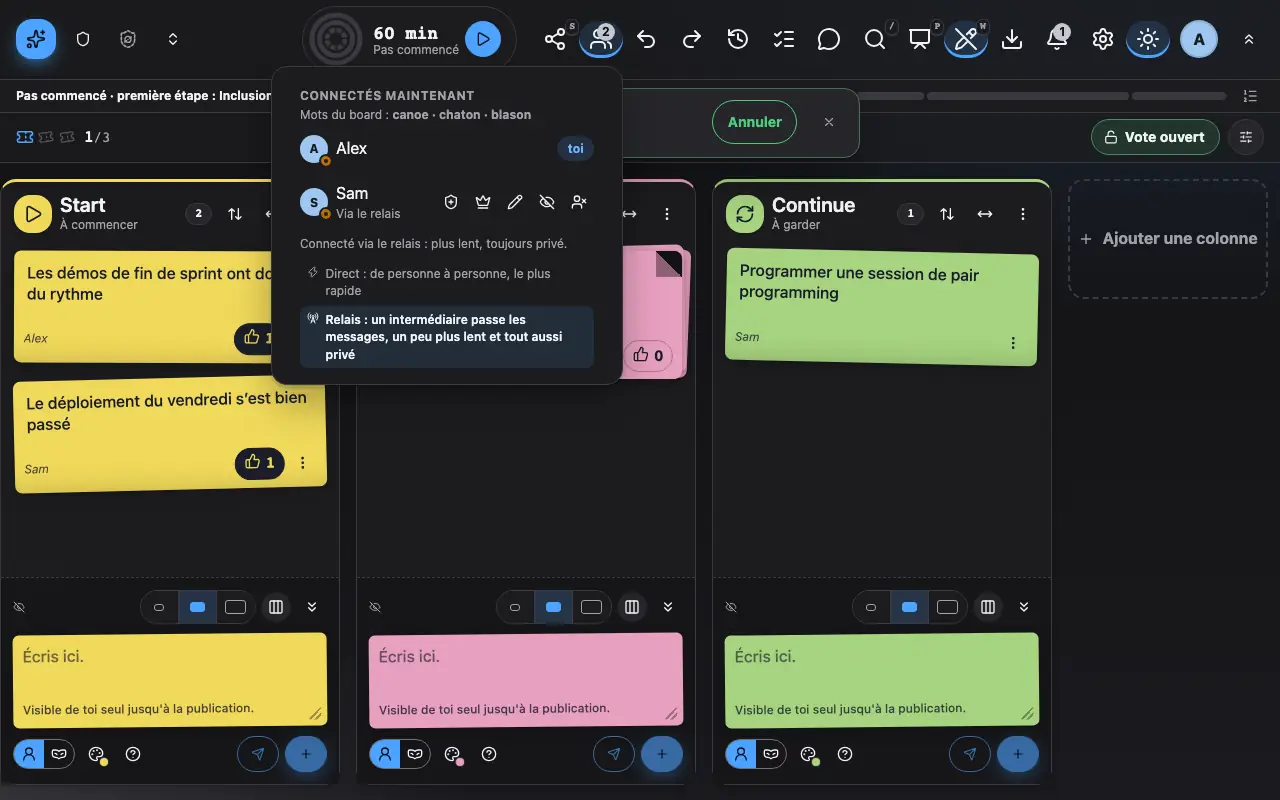 60 min
Pas commencé
S
2
/
P
W
1
A
Pas commencé · première étape : Inclusion
1/3
Annuler
Vote ouvert
CONNECTÉS MAINTENANT
Mots du board : canoe · chaton · blason
A
Alex
toi
S
Sam
Via le relais
Connecté via le relais : plus lent, toujours privé.
Direct : de personne à personne, le plus
rapide
Relais : un intermédiaire passe les
messages, un peu plus lent et tout aussi
privé
Start
À commencer
2
Les démos de fin de sprint ont
du rythme
Alex
1
Le déploiement du vendredi s'est bien
passé
Sam
1
0
Continue
À garder
1
Programmer une session de pair
programming
Sam
+ Ajouter une colonne
Écris ici.
Visible de toi seul jusqu'à la publication.
Écris ici.
Visible de toi seul jusqu'à la publication.
Écris ici.
Visible de toi seul jusqu'à la publication.